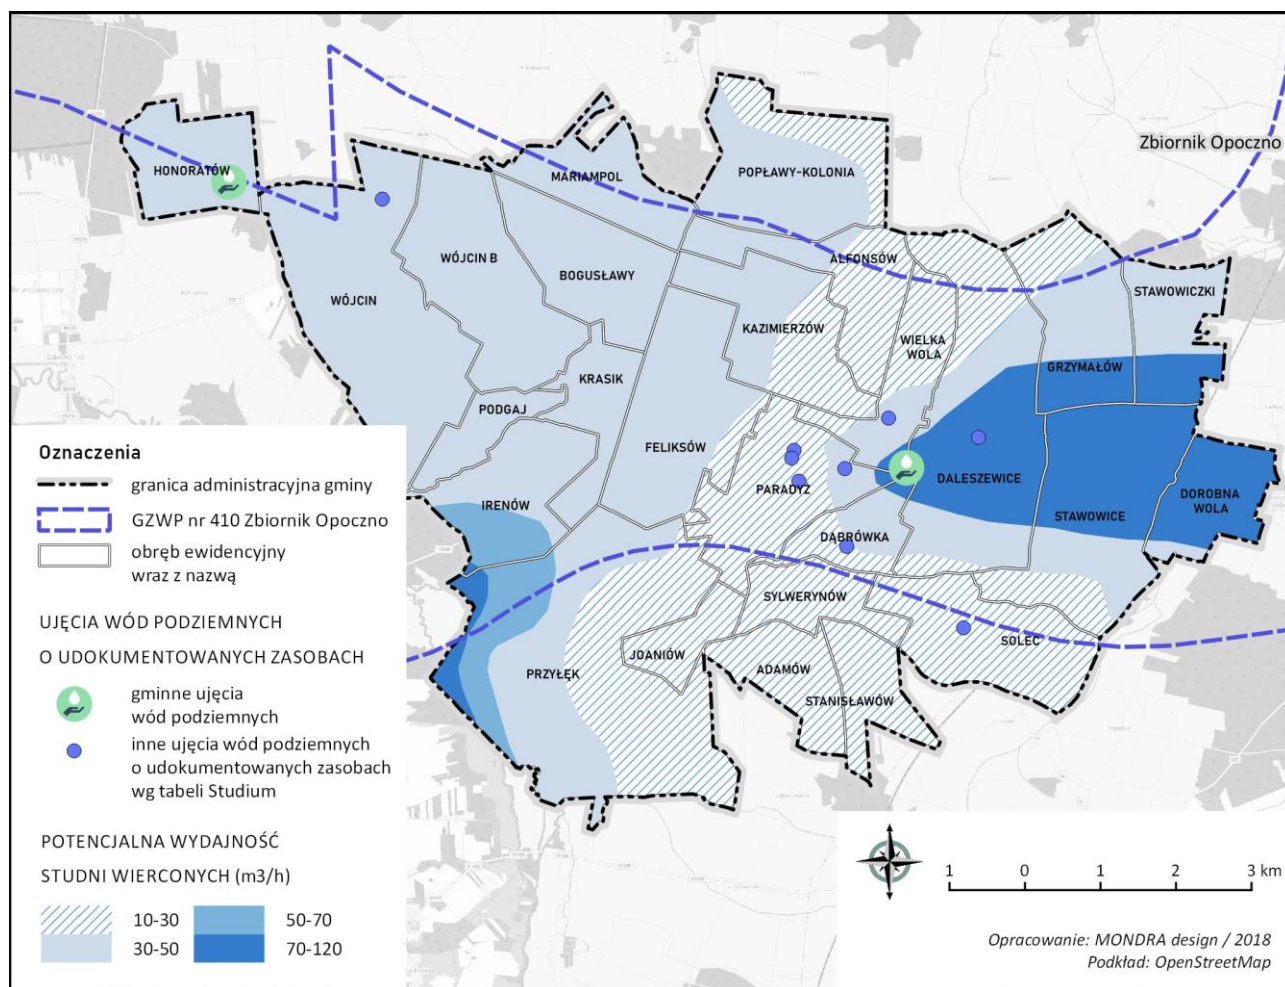 Zbiornik Opoczno
HONORATÓW
MARIAMPOL
POPŁAWY-KOLONIA
WÓJCIN B
BOGUSŁAWY
ALFONSÓW
STAWOWICZKI
WÓJCIN
KAZIMIERZÓW
WIELKA
WOLA
GRZYMAŁÓW
KRASIK
PODGAJ
FELIKSÓW
IRENÓW
PARADYŻ
DALESZEWICE
DOROBNA
WOLA
STAWOWICE
DĄBRÓWKA
SYLWERYNÓW
SOLEC
JOANIÓW
PRZYŁĘK
ADAMÓW
STANISŁAWÓW
Oznaczenia
granica administracyjna gminy
GZWP nr 410 Zbiornik Opoczno
obręb ewidencyjny
wraz z nazwą
UJĘCIA WÓD PODZIEMNYCH
O UDOKUMENTOWANYCH ZASOBACH
gminne ujęcia
wód podziemnych
inne ujęcia wód podziemnych
o udokumentowanych zasobach
wg tabeli Studium
POTENCJALNA WYDAJNOŚĆ
STUDNI WIERCONYCH (m3/h)
10-30
50-70
30-50
70-120
1 0 1 2 3 km
Opracowanie: MONDRA design / 2018
Podkład: OpenStreetMap